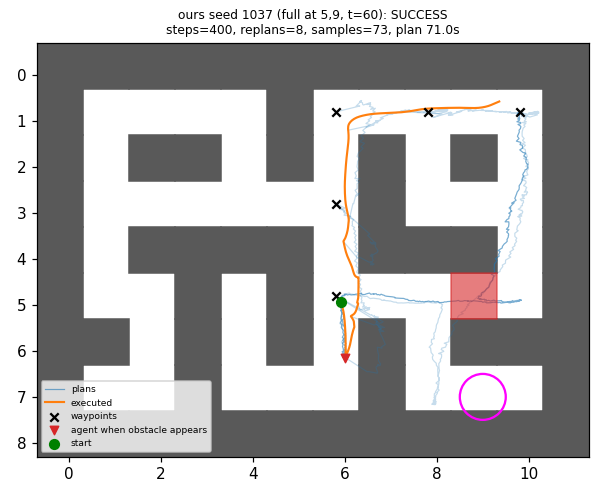 ours seed 1037 (full at 5,9, t=60): SUCCESS
steps=400, replans=8, samples=73, plan 71.0s
0
1
2
3
4
5
6
7
8
plans
executed
waypoints
agent when obstacle appears
start
0 2 4 6 8 10